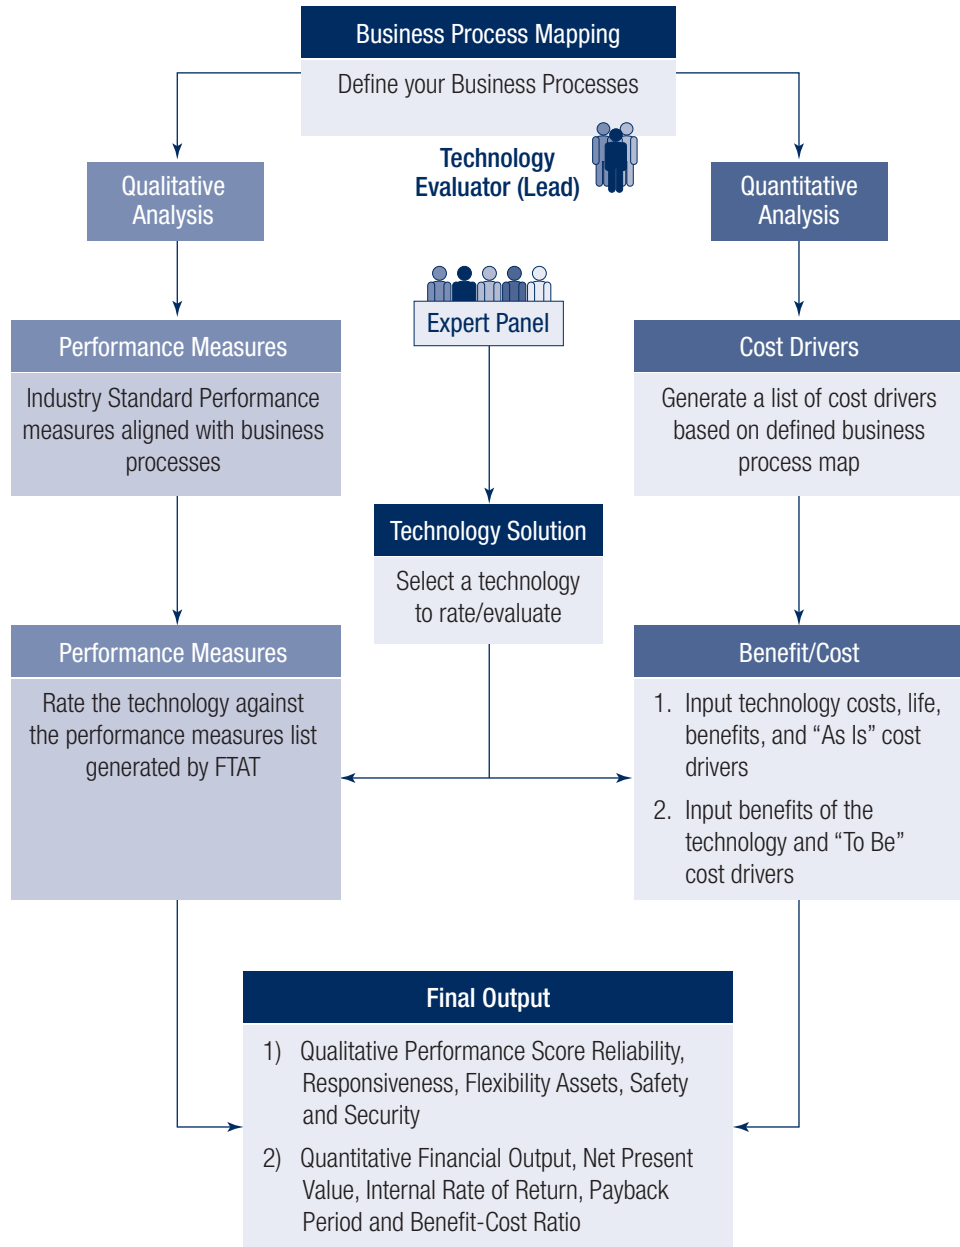 Business Process Mapping
Define your Business Processes
Technology
Evaluator (Lead)
Qualitative
Analysis
Quantitative
Analysis
Expert Panel
Performance Measures
Industry Standard Performance
measures aligned with business
processes
Cost Drivers
Generate a list of cost drivers
based on defined business
process map
Technology Solution
Select a technology
to rate/evaluate
Performance Measures
Rate the technology against
the performance measures list
generated by FTAT
Benefit/Cost
1. Input technology costs, life,
benefits, and “As Is” cost
drivers
2. Input benefits of the
technology and “To Be”
cost drivers
Final Output
1) Qualitative Performance Score Reliability,
Responsiveness, Flexibility Assets, Safety
and Security
2) Quantitative Financial Output, Net Present
Value, Internal Rate of Return, Payback
Period and Benefit-Cost Ratio